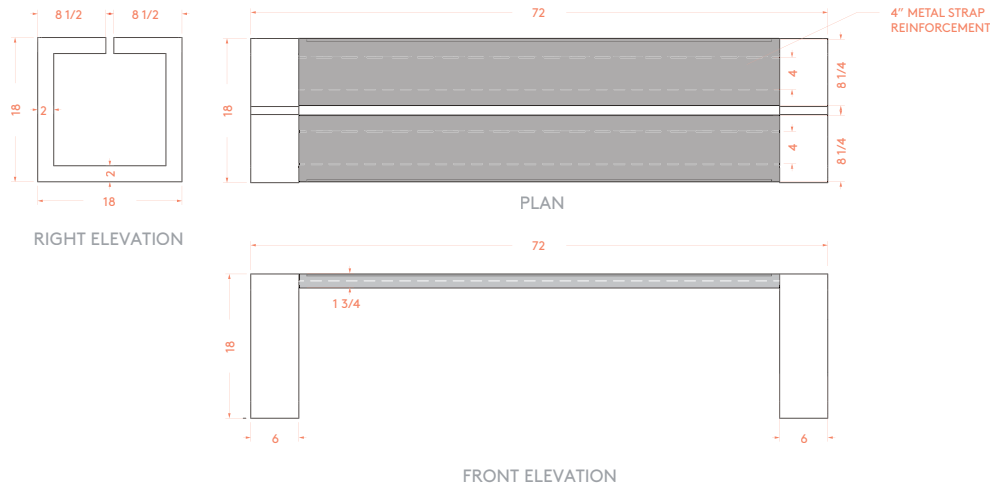 8 1/2 8 1/2
18
2
2
18
RIGHT ELEVATION
72
4" METAL STRAP
REINFORCEMENT
18
4
8 1/4
4
8 1/4
PLAN
72
1 3/4
18
6
6
FRONT ELEVATION